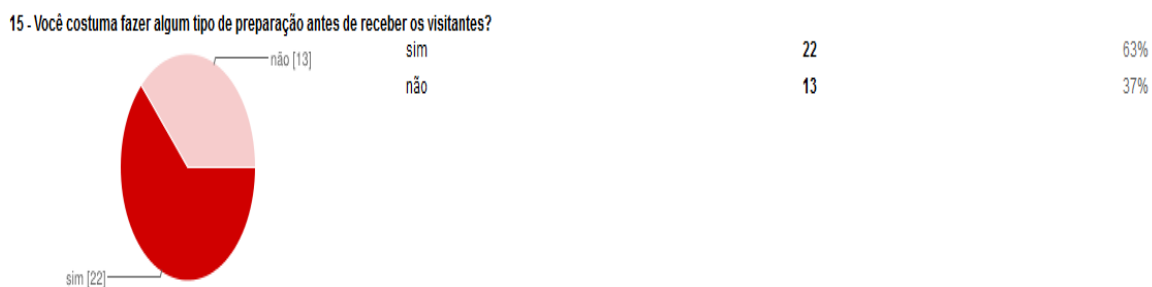 15 - Você costuma fazer algum tipo de preparação antes de receber os visitantes?
não [13]
sim [22]
sim 22 63%
não 13 37%